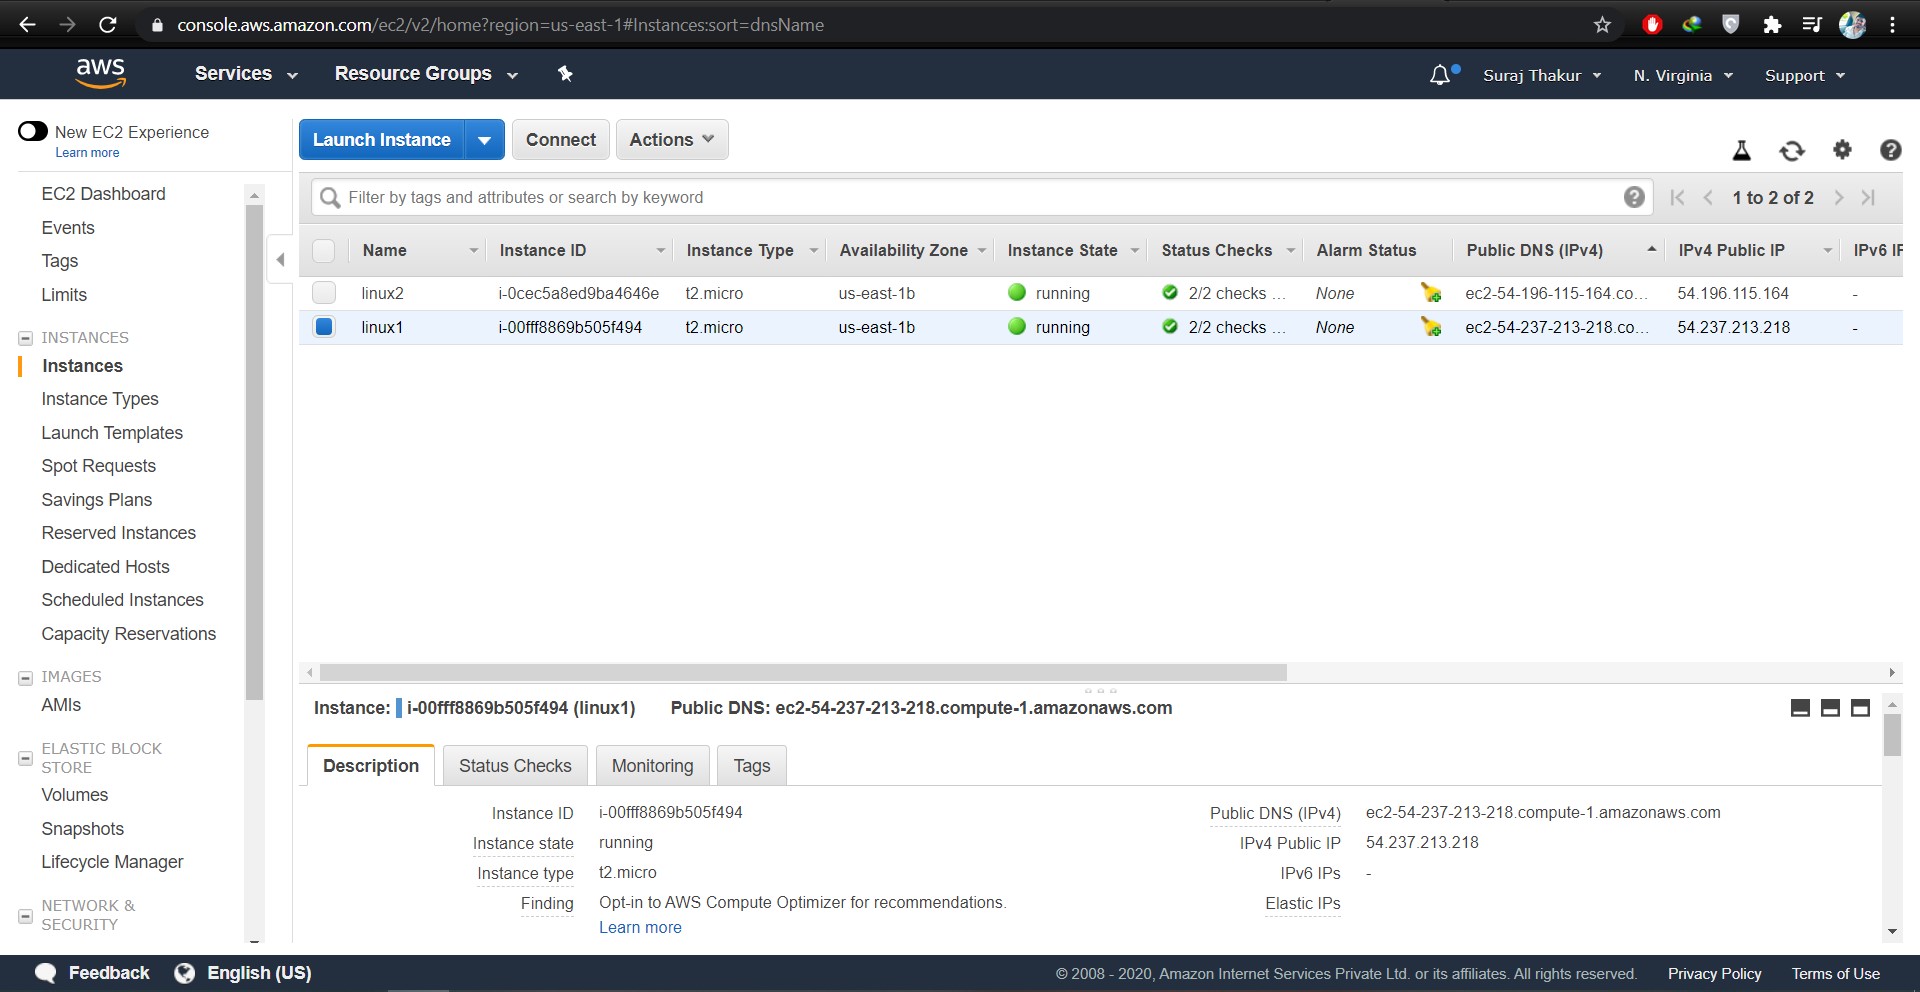 console.aws.amazon.com/ec2/v2/home?region=us-east-1#Instances:sort=dnsName
aws Services Resource Groups Suraj Thakur N. Virginia Support
New EC2 Experience
Learn more
EC2 Dashboard
Events
Tags
Limits
INSTANCES
Instances
Instance Types
Launch Templates
Spot Requests
Savings Plans
Reserved Instances
Dedicated Hosts
Scheduled Instances
Capacity Reservations
IMAGES
AMIs
ELASTIC BLOCK
STORE
Volumes
Snapshots
Lifecycle Manager
NETWORK &
SECURITY
Launch Instance Connect Actions
Filter by tags and attributes or search by keyword 1 to 2 of 2
Name Instance ID Instance Type Availability Zone Instance State Status Checks Alarm Status Public DNS (IPv4) IPv4 Public IP IPv6 IP
linux2 i-0cec5a8ed9ba4646e t2.micro us-east-1b running 2/2 checks ... None ec2-54-196-115-164.co... 54.196.115.164 -
linux1 i-00fff8869b505f494 t2.micro us-east-1b running 2/2 checks ... None ec2-54-237-213-218.co... 54.237.213.218 -
Instance: i-00fff8869b505f494 (linux1) Public DNS: ec2-54-237-213-218.compute-1.amazonaws.com
Description Status Checks Monitoring Tags
Instance ID i-00fff8869b505f494 Public DNS (IPv4) ec2-54-237-213-218.compute-1.amazonaws.com
Instance state running IPv4 Public IP 54.237.213.218
Instance type t2.micro IPv6 IPs -
Finding Opt-in to AWS Compute Optimizer for recommendations. Elastic IPs
Learn more
Feedback English (US) © 2008 - 2020, Amazon Internet Services Private Ltd. or its affiliates. All rights reserved. Privacy Policy Terms of Use